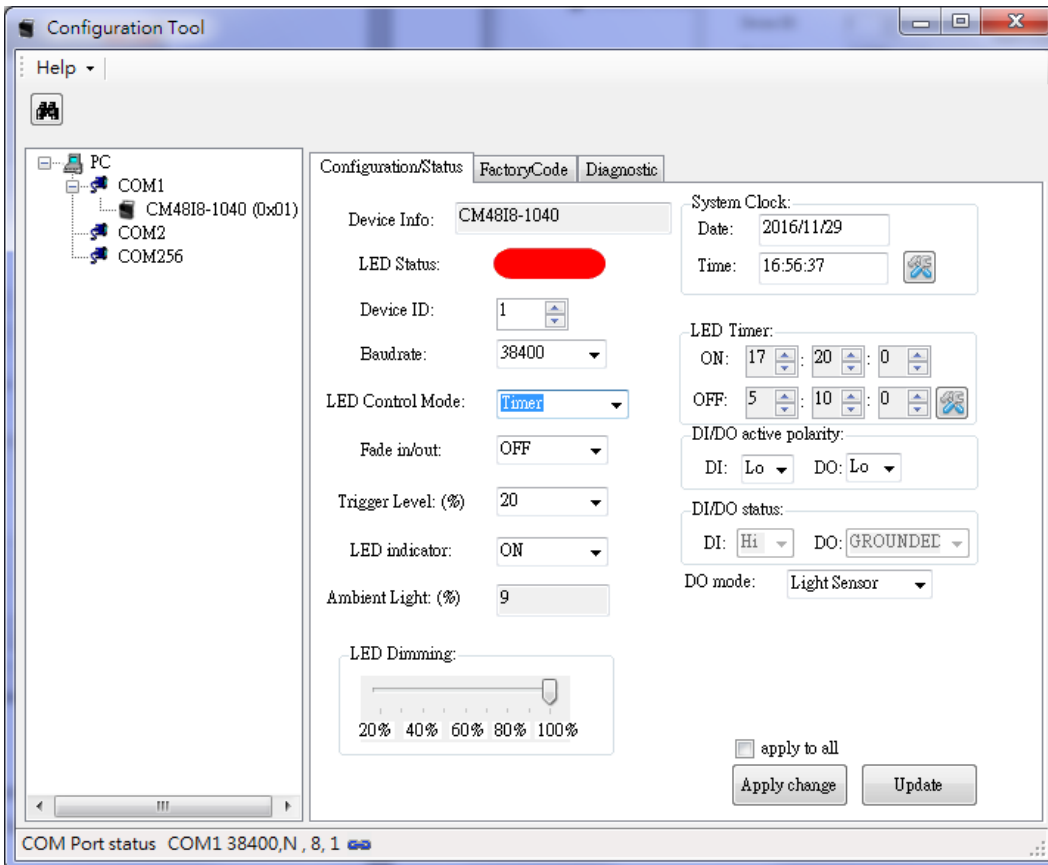 Configuration Tool
Help
PC
COM1
CM48I8-1040 (0x01)
COM2
COM256
Configuration/Status
FactoryCode
Diagnostic
Device Info: CM48I8-1040
LED Status:
Device ID: 1
Baudrate: 38400
LED Control Mode: Timer
Fade in/out: OFF
Trigger Level: (%) 20
LED indicator: ON
Ambient Light: (%) 9
LED Dimming:
20% 40% 60% 80% 100%
System Clock:
Date: 2016/11/29
Time: 16:56:37
LED Timer:
ON: 17 : 20 : 0
OFF: 5 : 10 : 0
DI/DO active polarity:
DI: Lo DO: Lo
DI/DO status:
DI: Hi DO: GROUNDED
DO mode: Light Sensor
apply to all
Apply change
Update
COM Port status COM1 38400,N , 8, 1